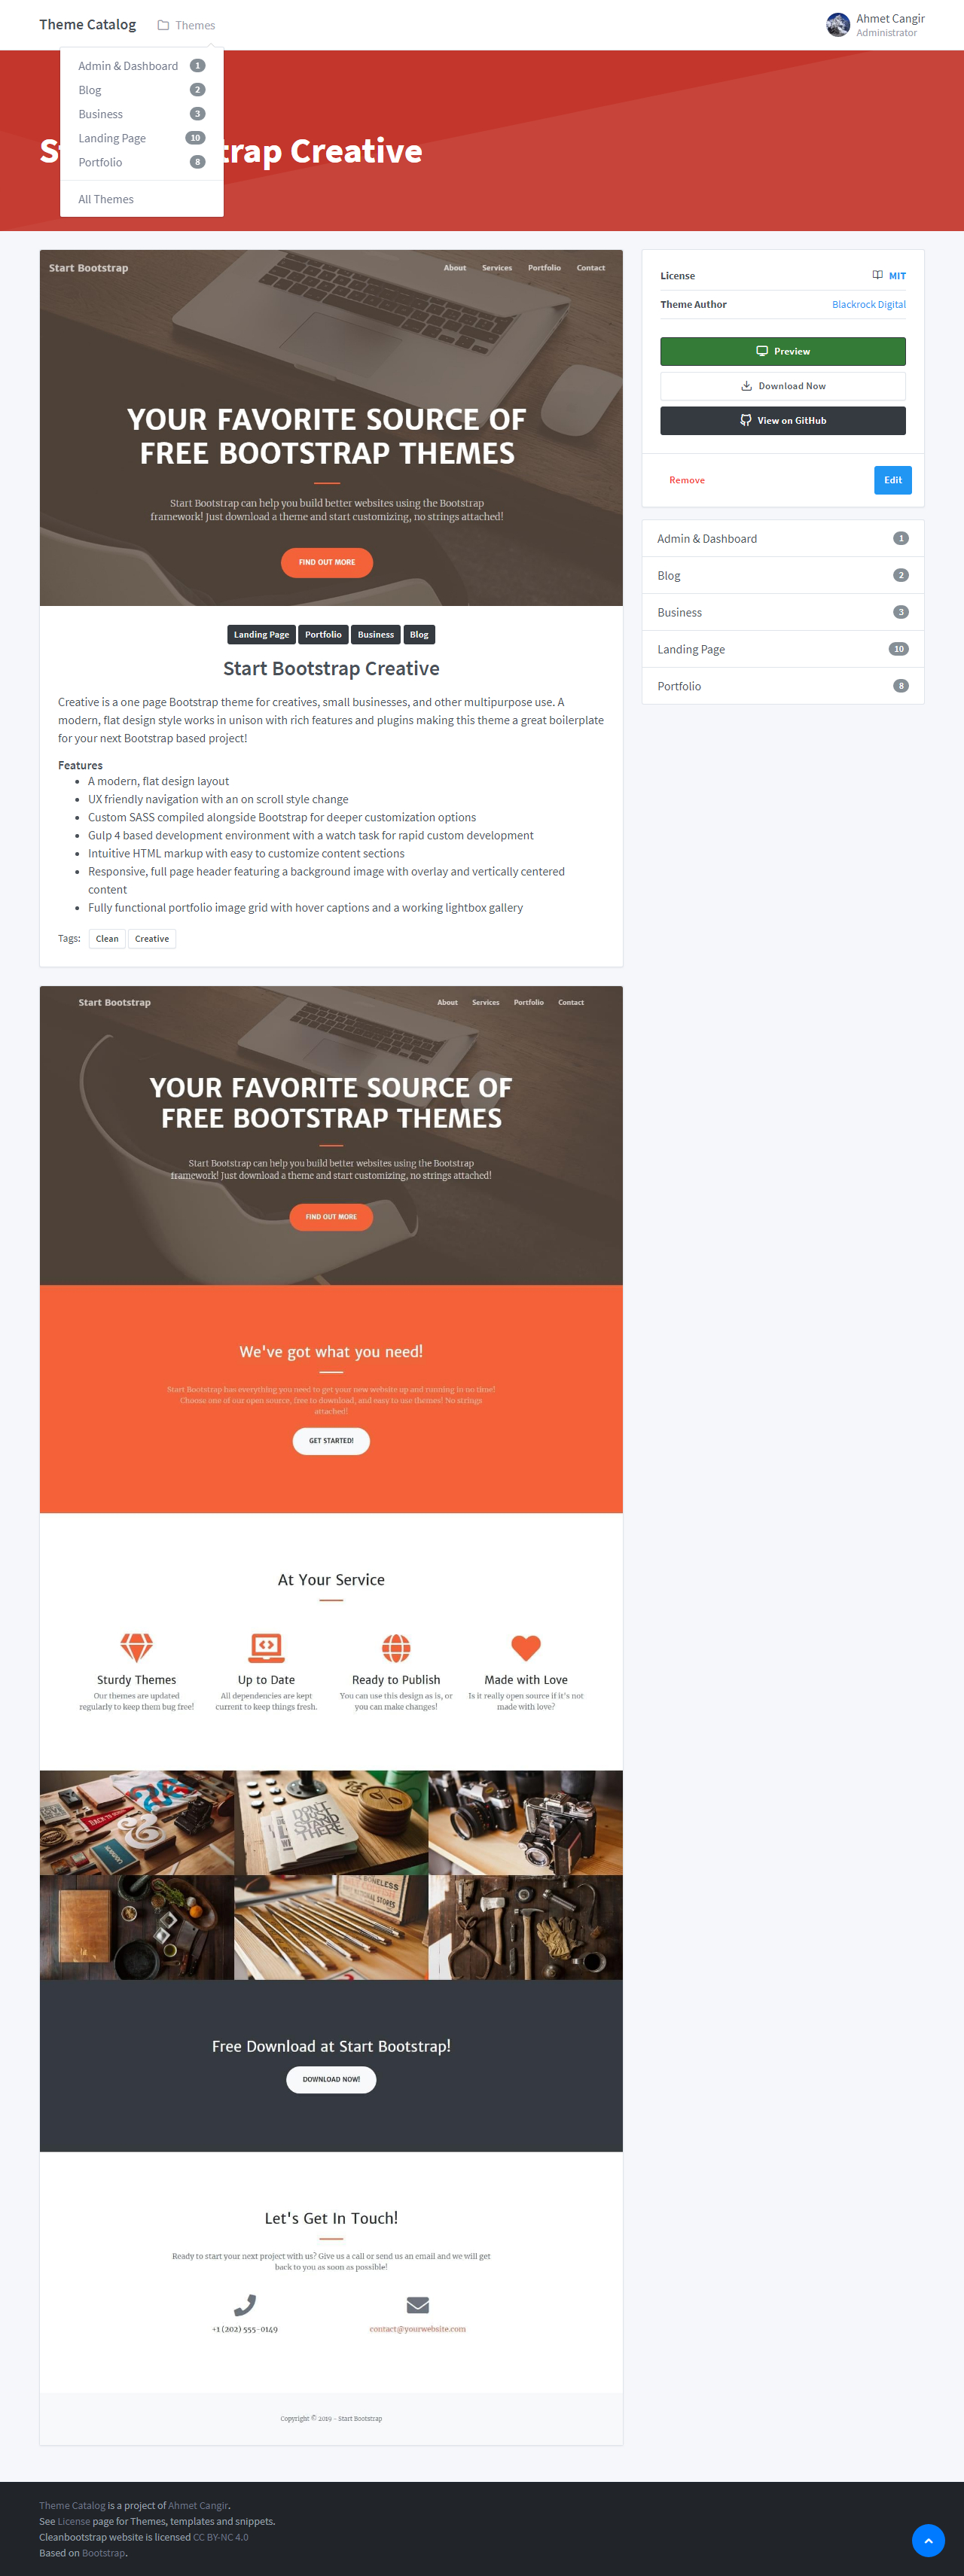 Theme Catalog
Themes
Ahmet Cangir
Administrator
Admin & Dashboard 1
Blog 2
Business 3
Landing Page 10
Portfolio 8
All Themes
S trap Creative
Start Bootstrap
About Services Portfolio Contact
YOUR FAVORITE SOURCE OF
FREE BOOTSTRAP THEMES
Start Bootstrap can help you build better websites using the Bootstrap
framework! Just download a theme and start customizing, no strings attached!
FIND OUT MORE
Landing Page Portfolio Business Blog
Start Bootstrap Creative
Creative is a one page Bootstrap theme for creatives, small businesses, and other multipurpose use. A
modern, flat design style works in unison with rich features and plugins making this theme a great boilerplate
for your next Bootstrap based project!
Features
A modern, flat design layout
UX friendly navigation with an on scroll style change
Custom SASS compiled alongside Bootstrap for deeper customization options
Gulp 4 based development environment with a watch task for rapid custom development
Intuitive HTML markup with easy to customize content sections
Responsive, full page header featuring a background image with overlay and vertically centered
content
Fully functional portfolio image grid with hover captions and a working lightbox gallery
Tags: Clean Creative
License MIT
Theme Author Blackrock Digital
Preview
Download Now
View on GitHub
Remove Edit
Admin & Dashboard 1
Blog 2
Business 3
Landing Page 10
Portfolio 8
Start Bootstrap
About Services Portfolio Contact
YOUR FAVORITE SOURCE OF
FREE BOOTSTRAP THEMES
Start Bootstrap can help you build better websites using the Bootstrap
framework! Just download a theme and start customizing, no strings attached!
FIND OUT MORE
We've got what you need!
Start Bootstrap has everything you need to get your new website up and running in no time!
Choose one of our open source, free to download, and easy to use themes! No strings
attached!
GET STARTED!
At Your Service
Sturdy Themes
Our themes are updated
regularly to keep them bug free!
Up to Date
All dependencies are kept
current to keep things fresh.
Ready to Publish
You can use this design as is, or
you can make changes!
Made with Love
Is it really open source if it's not
made with love?
DON'T
STAND
THERE
Free Download at Start Bootstrap!
DOWNLOAD NOW!
Let's Get In Touch!
Ready to start your next project with us? Give us a call or send us an email and we will get
back to you as soon as possible!
+1 (202) 555-0149
contact@yourwebsite.com
Copyright © 2019 - Start Bootstrap
Theme Catalog is a project of Ahmet Cangir.
See License page for Themes, templates and snippets.
Cleanbootstrap website is licensed CC BY-NC 4.0
Based on Bootstrap.